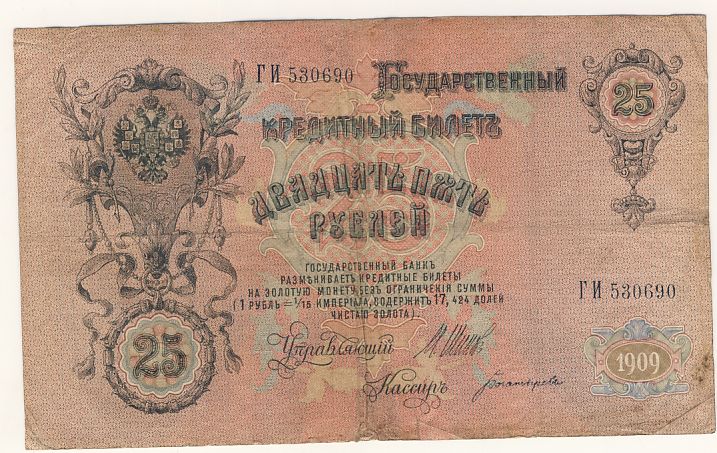 ГИ 530690
Государственный
25
Кредитный Билетъ
Двадцать пять
рублей
Государственный Банкъ
размѣниваетъ кредитные билеты
на золотую монету безъ ограниченія суммы
(1 рубль = 1/15 имперіала, содержитъ 17,424 долей
чистаго золота).
ГИ 530690
25
Управляющій
Кассиръ
1909